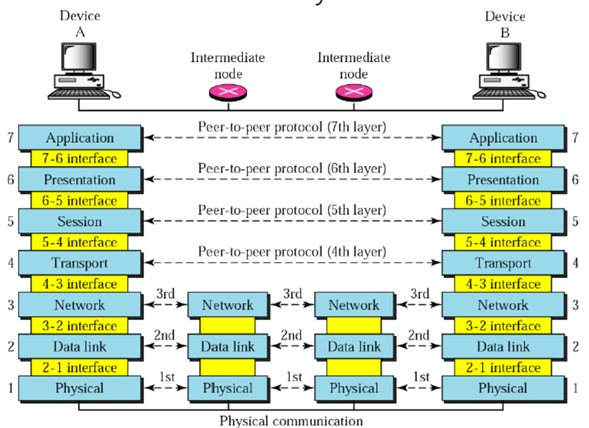 Device
A
Device
B
Intermediate
node
Intermediate
node
7 Application Peer-to-peer protocol (7th layer) Application 7
7-6 interface 7-6 interface
6 Presentation Peer-to-peer protocol (6th layer) Presentation 6
6-5 interface 6-5 interface
5 Session Peer-to-peer protocol (5th layer) Session 5
5-4 interface 5-4 interface
4 Transport Peer-to-peer protocol (4th layer) Transport 4
4-3 interface 4-3 interface
3 Network 3rd Network 3rd Network 3rd Network 3
3-2 interface 3-2 interface
2 Data link 2nd Data link 2nd Data link 2nd Data link 2
2-1 interface 2-1 interface
1 Physical 1st Physical 1st Physical 1st Physical 1
Physical communication